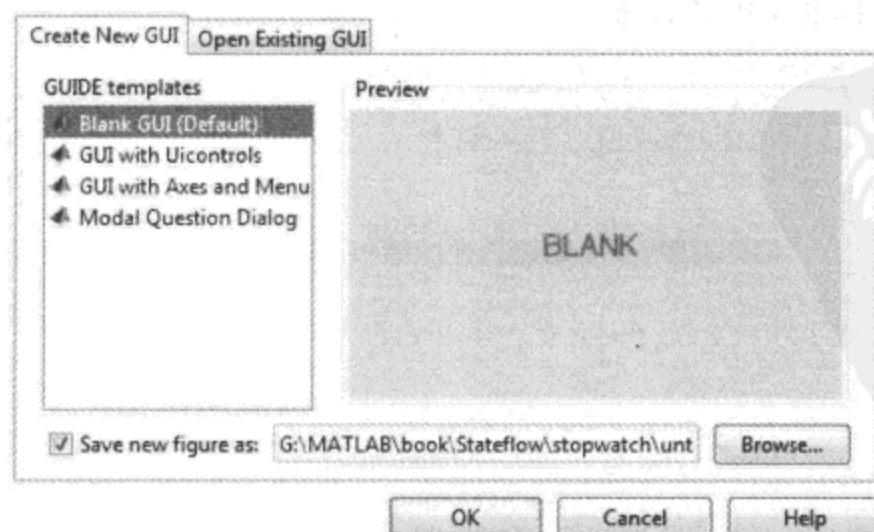 Create New GUI Open Existing GUI
GUIDE templates
Preview
Blank GUI (Default)
GUI with Uicontrols
GUI with Axes and Menu
Modal Question Dialog
BLANK
Save new figure as: G:\MATLAB\book\Stateflow\stopwatch\unt Browse...
OK Cancel Help